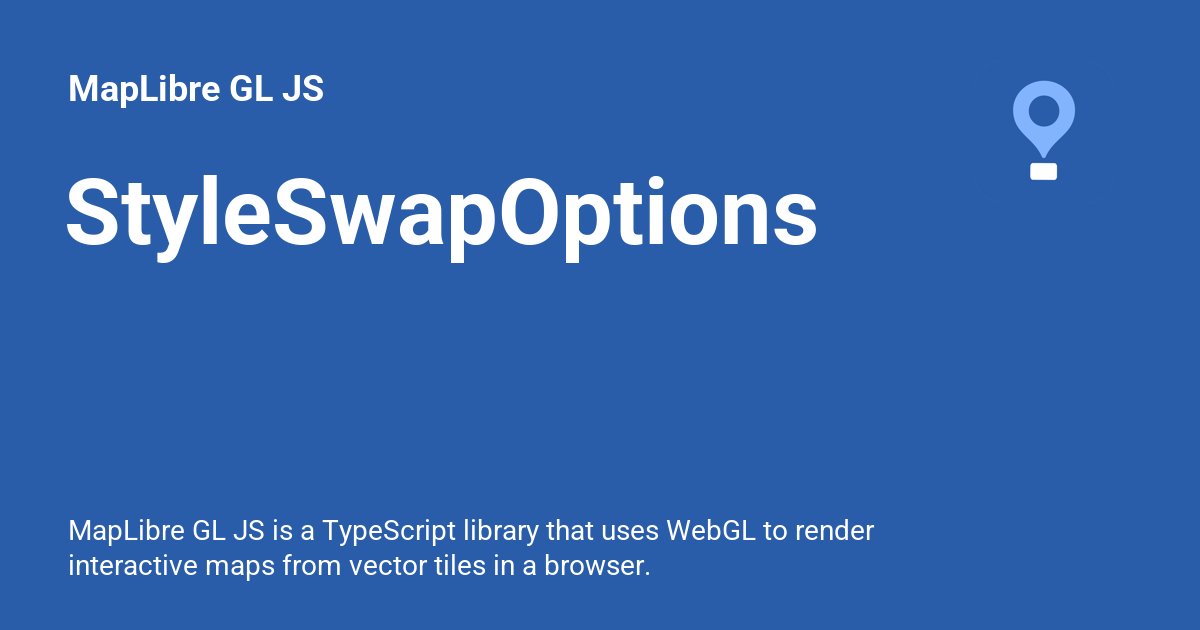 MapLibre GL JS
StyleSwapOptions
MapLibre GL JS is a TypeScript library that uses WebGL to render
interactive maps from vector tiles in a browser.